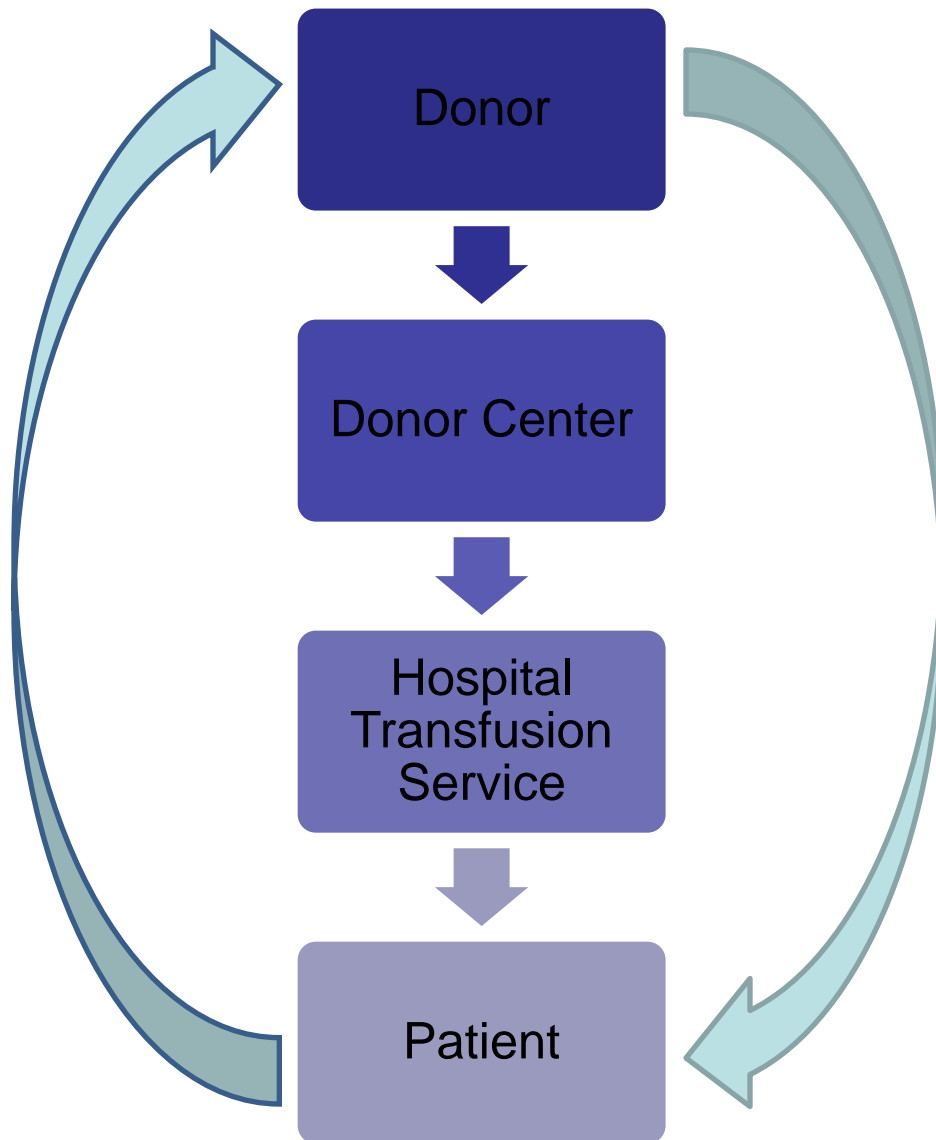 Donor
Donor Center
Hospital
Transfusion
Service
Patient